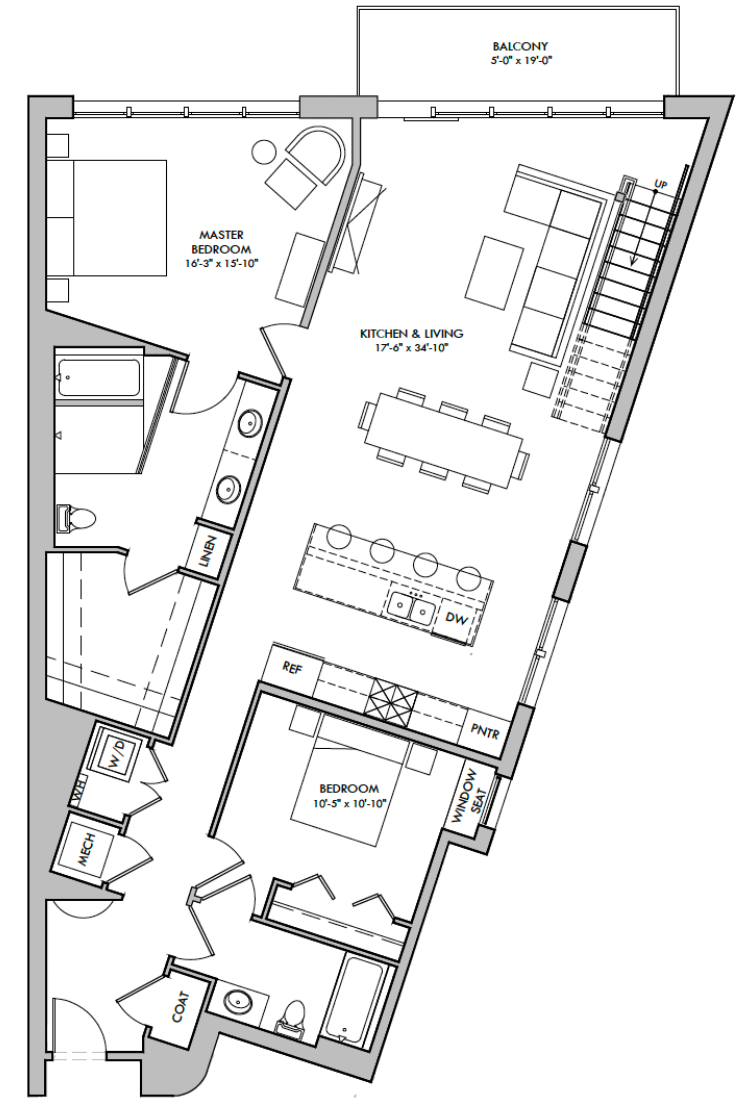 BALCONY
5'-0" x 19'-0"
UP
MASTER
BEDROOM
16'-3" x 15'-10"
KITCHEN & LIVING
17'-6" x 34'-10"
LINEN
DW
REF
PNTR
W/D
WH
BEDROOM
10'-5" x 10'-10"
WINDOW
SEAT
MECH
COAT